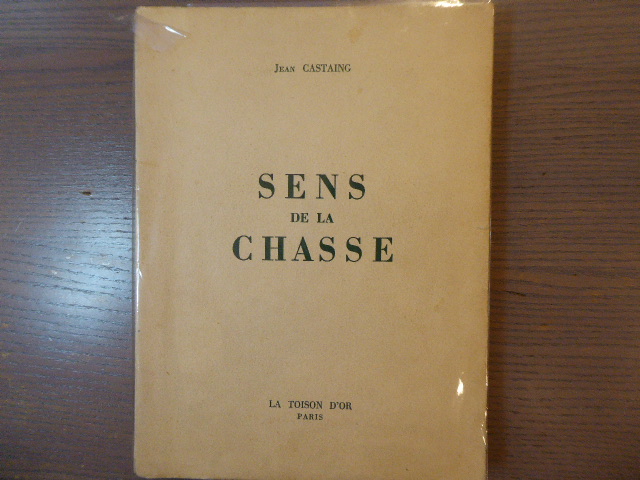 Jean CASTAING
SENS
DE LA
CHASSE
LA TOISON D'OR
PARIS